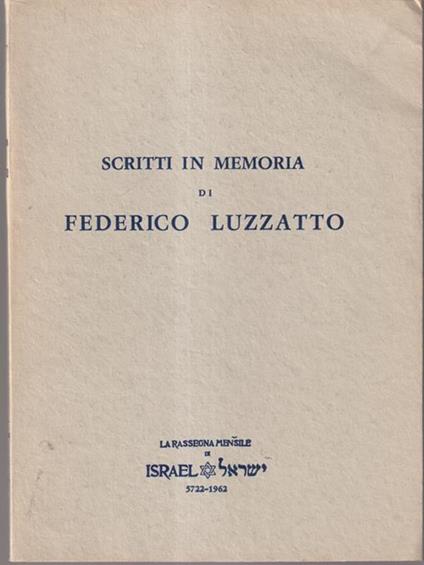 SCRITTI IN MEMORIA
DI
FEDERICO LUZZATTO
LA RASSEGNA MENSILE
DI
ISRAEL ✡ ישראל
5722-1962